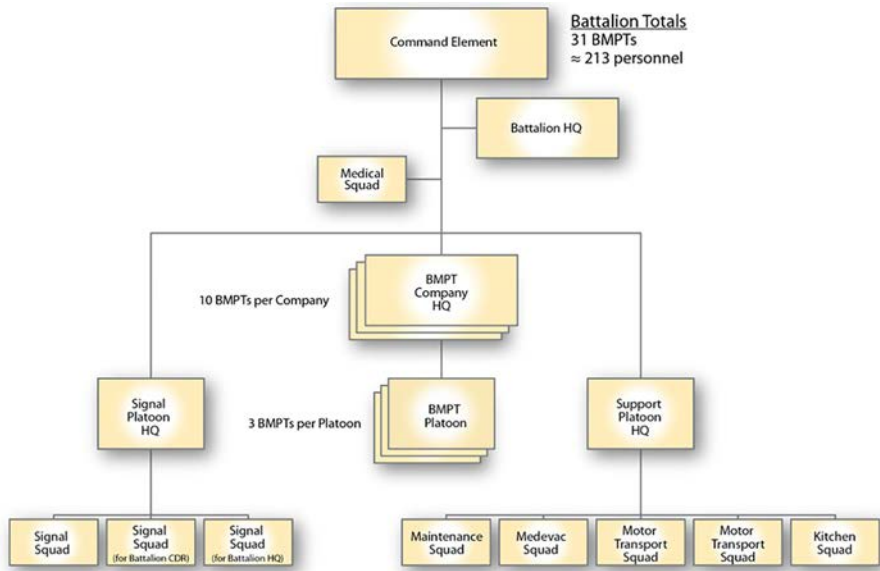 Command Element
Battalion Totals
31 BMPTs
≈ 213 personnel
Battalion HQ
Medical
Squad
10 BMPTs per Company
BMPT
Company
HQ
Signal
Platoon
HQ
3 BMPTs per Platoon
BMPT
Platoon
Support
Platoon
HQ
Signal
Squad
Signal
Squad
(for Battalion CDR)
Signal
Squad
(for Battalion HQ)
Maintenance
Squad
Medevac
Squad
Motor
Transport
Squad
Motor
Transport
Squad
Kitchen
Squad